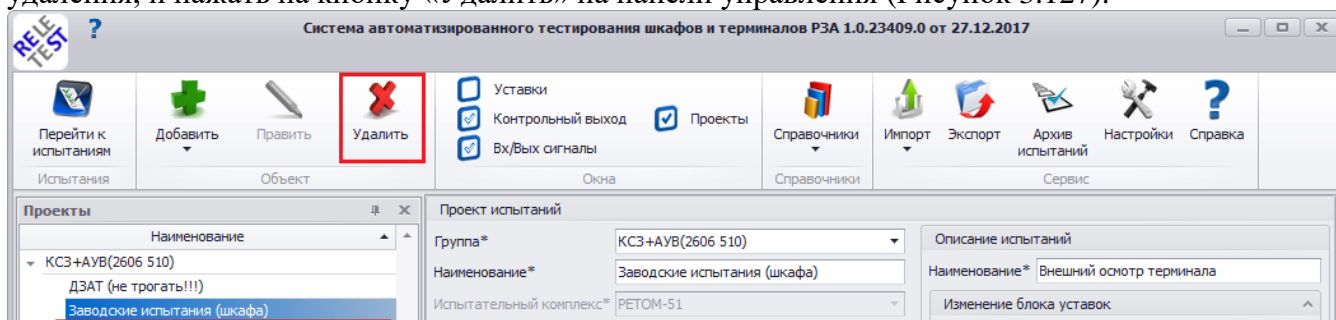 удаления, и нажать на кнопку «Удалить» на панели управления (Рисунок 3.127).
RELE TEST
?
Система автоматизированного тестирования шкафов и терминалов РЗА 1.0.23409.0 от 27.12.2017
Перейти к испытаниям
Добавить
Править
Удалить
Уставки
Контрольный выход
Проекты
Вх/Вых сигналы
Справочники
Импорт
Экспорт
Архив испытаний
Настройки
Справка
Испытания
Объект
Окна
Справочники
Сервис
Проекты
Наименование
КСЗ+АУВ(2606 510)
ДЗАТ (не трогать!!!)
Заводские испытания (шкафа)
Проект испытаний
Группа*
КСЗ+АУВ(2606 510)
Наименование*
Заводские испытания (шкафа)
Испытательный комплекс*
РЕТОМ-51
Описание испытаний
Наименование*
Внешний осмотр терминала
Изменение блока уставок